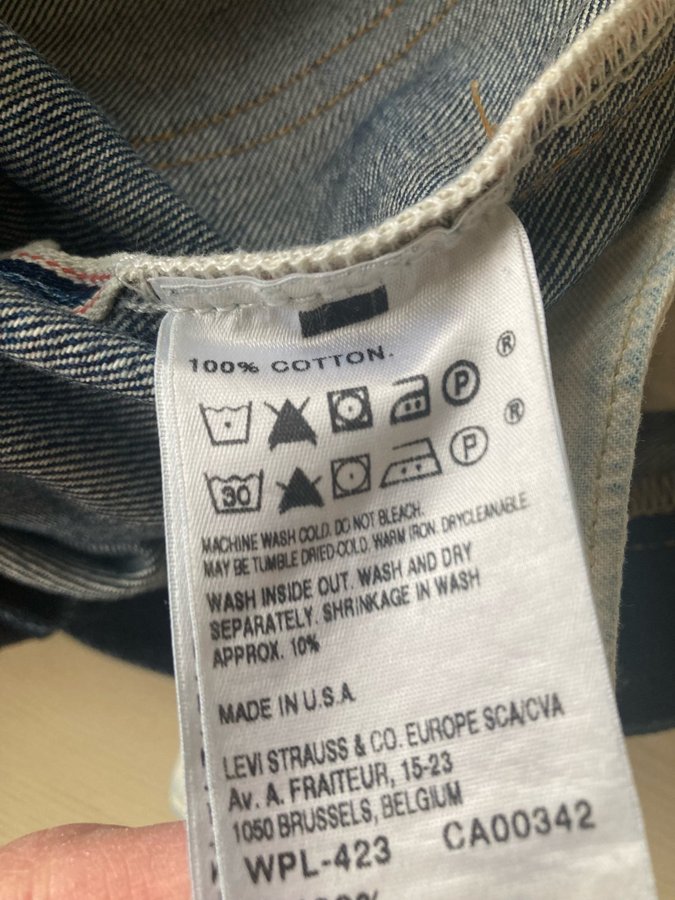 100% COTTON.
®
P
®
30 P
MACHINE WASH COLD. DO NOT BLEACH.
MAY BE TUMBLE DRIED-COLD. WARM IRON. DRYCLEANABLE.
WASH INSIDE OUT. WASH AND DRY
SEPARATELY. SHRINKAGE IN WASH
APPROX. 10%
MADE IN U.S.A
LEVI STRAUSS & CO. EUROPE SCA/CVA
Av. A. FRAITEUR, 15-23
1050 BRUSSELS, BELGIUM
WPL-423 CA00342